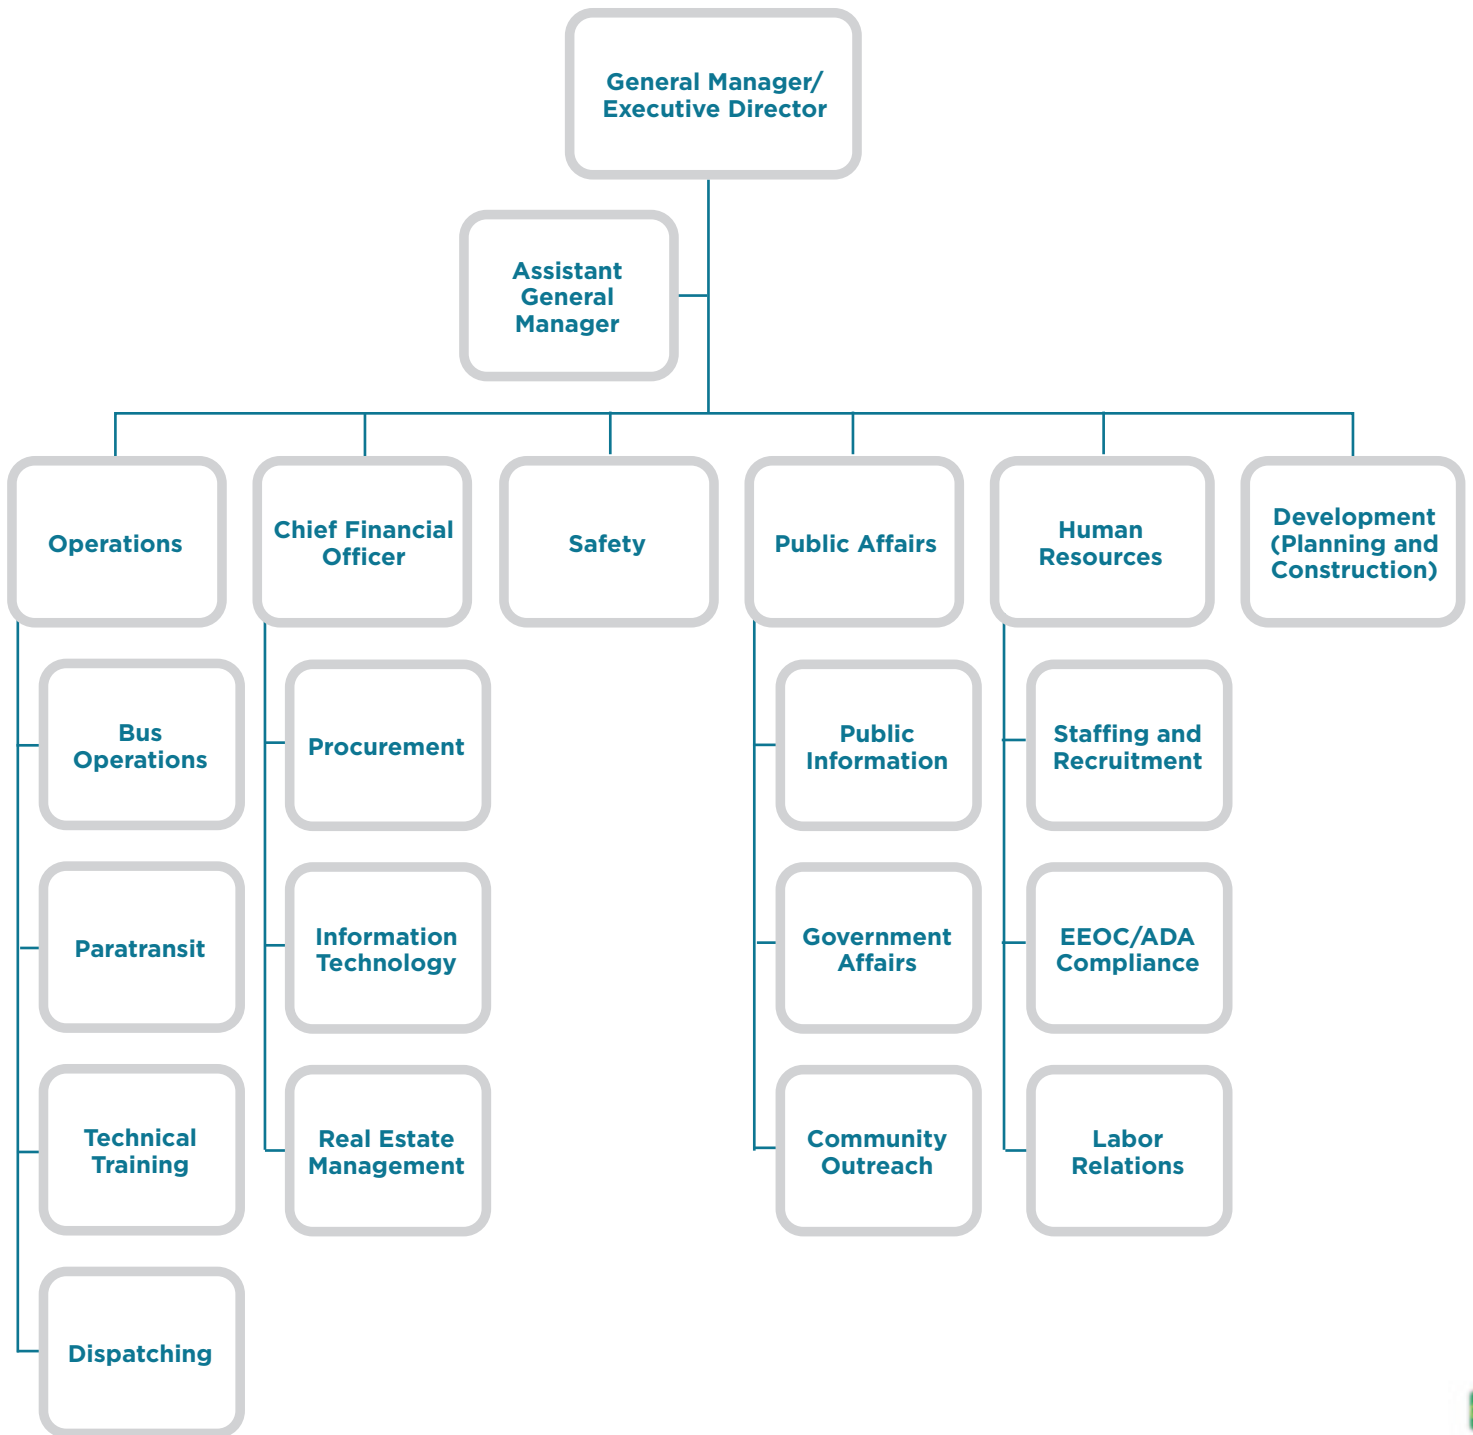 General Manager/
Executive Director
Assistant
General
Manager
Operations
Chief Financial
Officer
Safety
Public Affairs
Human
Resources
Development
(Planning and
Construction)
Bus
Operations
Procurement
Public
Information
Staffing and
Recruitment
Paratransit
Information
Technology
Government
Affairs
EEOC/ADA
Compliance
Technical
Training
Real Estate
Management
Community
Outreach
Labor
Relations
Dispatching